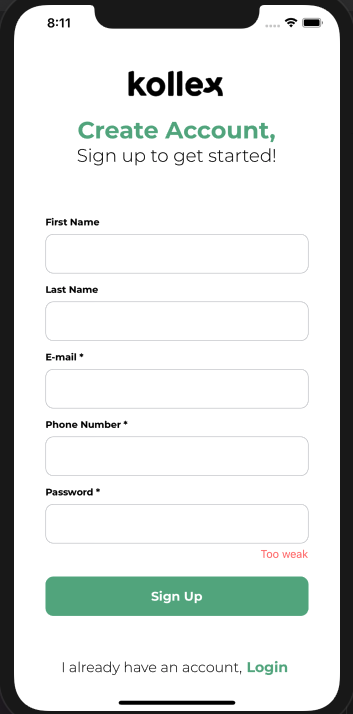 8:11
kollex
Create Account,
Sign up to get started!
First Name
Last Name
E-mail *
Phone Number *
Password *
Too weak
Sign Up
I already have an account, Login